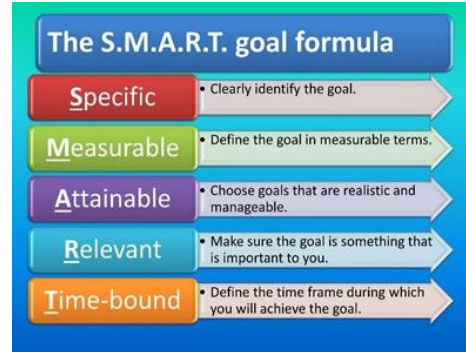 The S.M.A.R.T. goal formula
Specific
• Clearly identify the goal.
Measurable
• Define the goal in measurable terms.
Attainable
• Choose goals that are realistic and
manageable.
Relevant
• Make sure the goal is something that
is important to you.
Time-bound
• Define the time frame during which
you will achieve the goal.